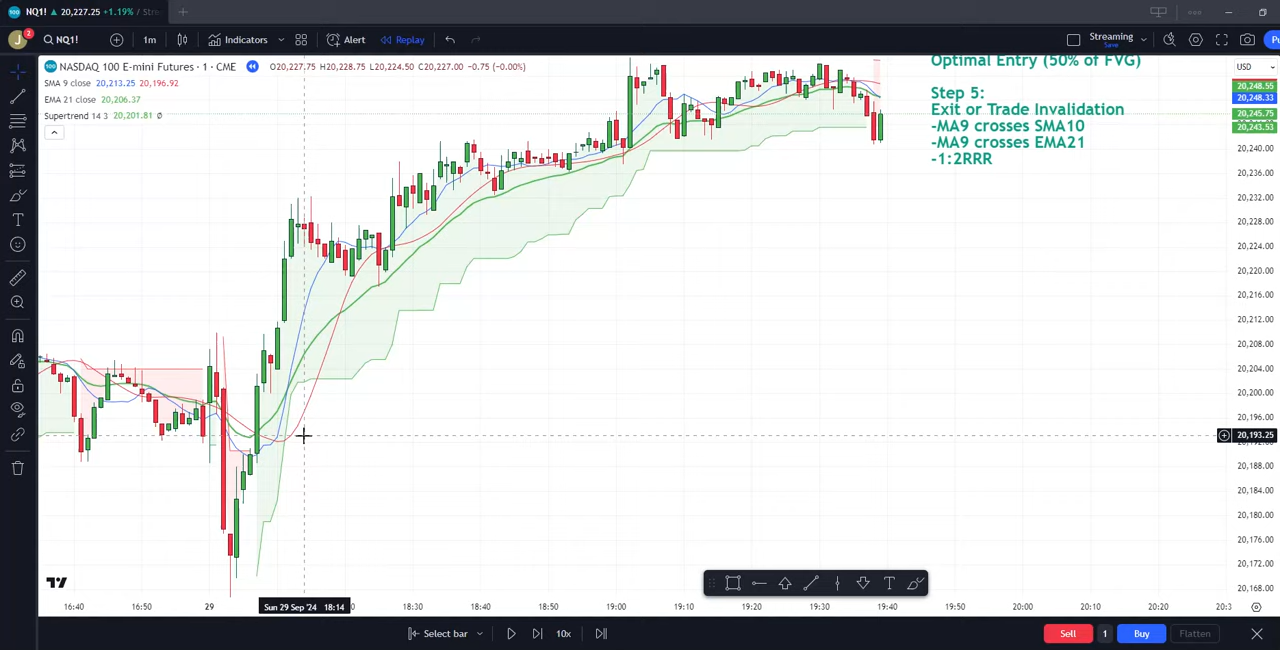 NQ1! ▲ 20,227.25 +1.19% / Stre
J 2 NQ1! 1m Indicators Alert Replay Streaming Save Pu
NASDAQ 100 E-mini Futures · 1 · CME O20,227.75 H20,228.75 L20,224.50 C20,227.00 -0.75 (-0.00%)
SMA 9 close 20,213.25 20,196.92
EMA 21 close 20,206.37
Supertrend 14 3 20,201.81 Ø
Optimal Entry (50% of FVG)
Step 5:
Exit or Trade Invalidation
-MA9 crosses SMA10
-MA9 crosses EMA21
-1:2RRR
USD
20,248.55
20,248.33
20,245.75
20,243.53
20,240.00
20,236.00
20,232.00
20,228.00
20,224.00
20,220.00
20,216.00
20,212.00
20,208.00
20,204.00
20,200.00
20,196.00
20,193.25
20,188.00
20,184.00
20,180.00
20,176.00
20,172.00
20,168.00
16:40 16:50 29 Sun 29 Sep '24 18:14 18:30 18:40 18:50 19:00 19:10 19:20 19:30 19:40 19:50 20:00 20:10 20:20 20:3
Select bar 10x Sell 1 Buy Flatten